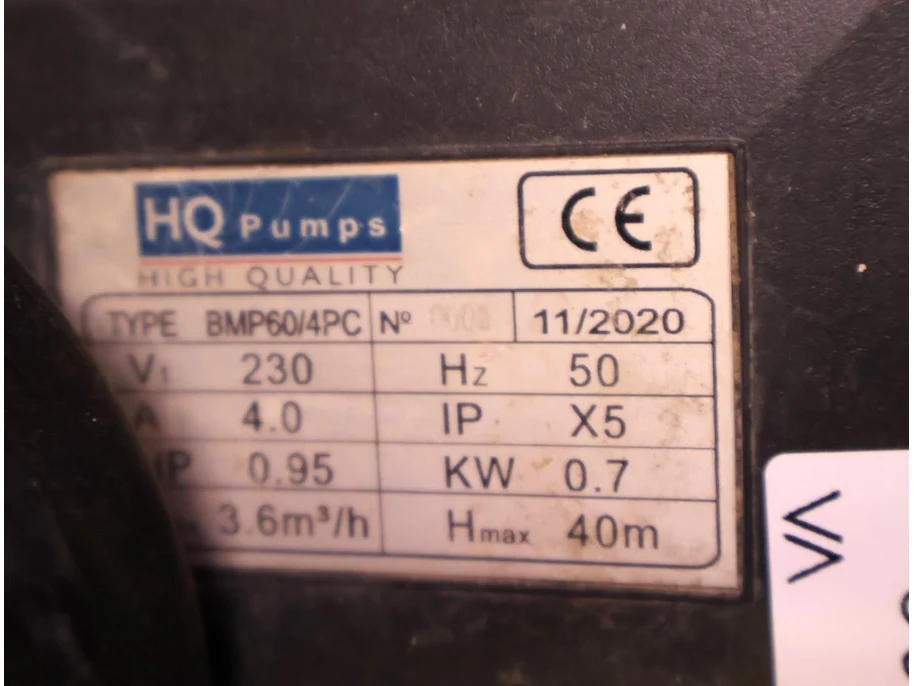 HQ Pumps
CE
HIGH QUALITY
TYPE BMP60/4PC Nº 11/2020
V₁ 230 Hz 50
A 4.0 IP X5
P 0.95 KW 0.7
3.6m³/h Hmax 40m